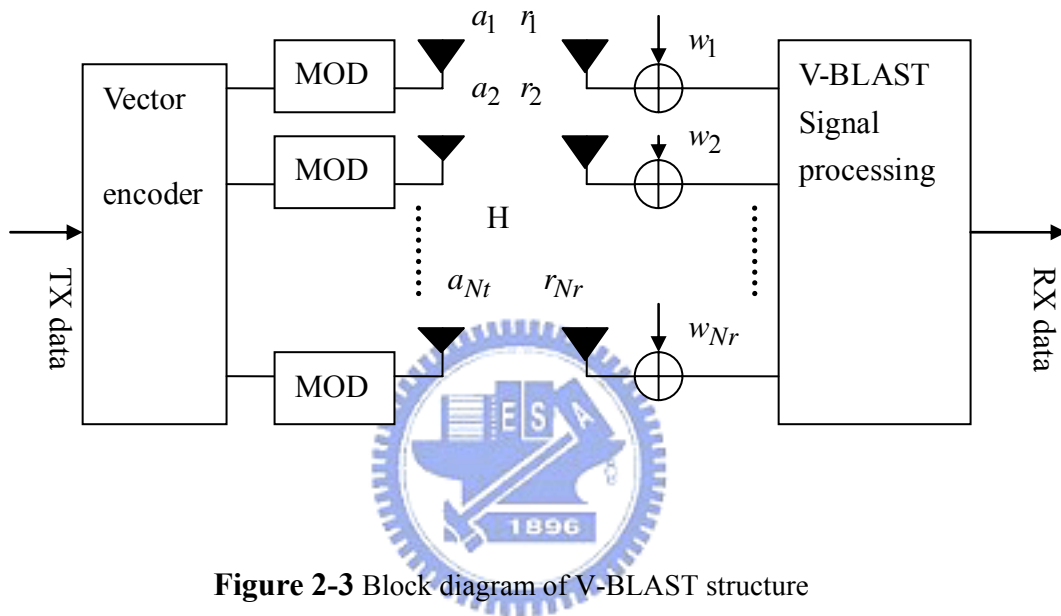 a1 r1
w1
MOD
Vector
encoder
a2 r2
V-BLAST
Signal
processing
MOD
w2
H
TX data
RX data
aNt rNr
wNr
MOD
ESA
1896
Figure 2-3 Block diagram of V-BLAST structure